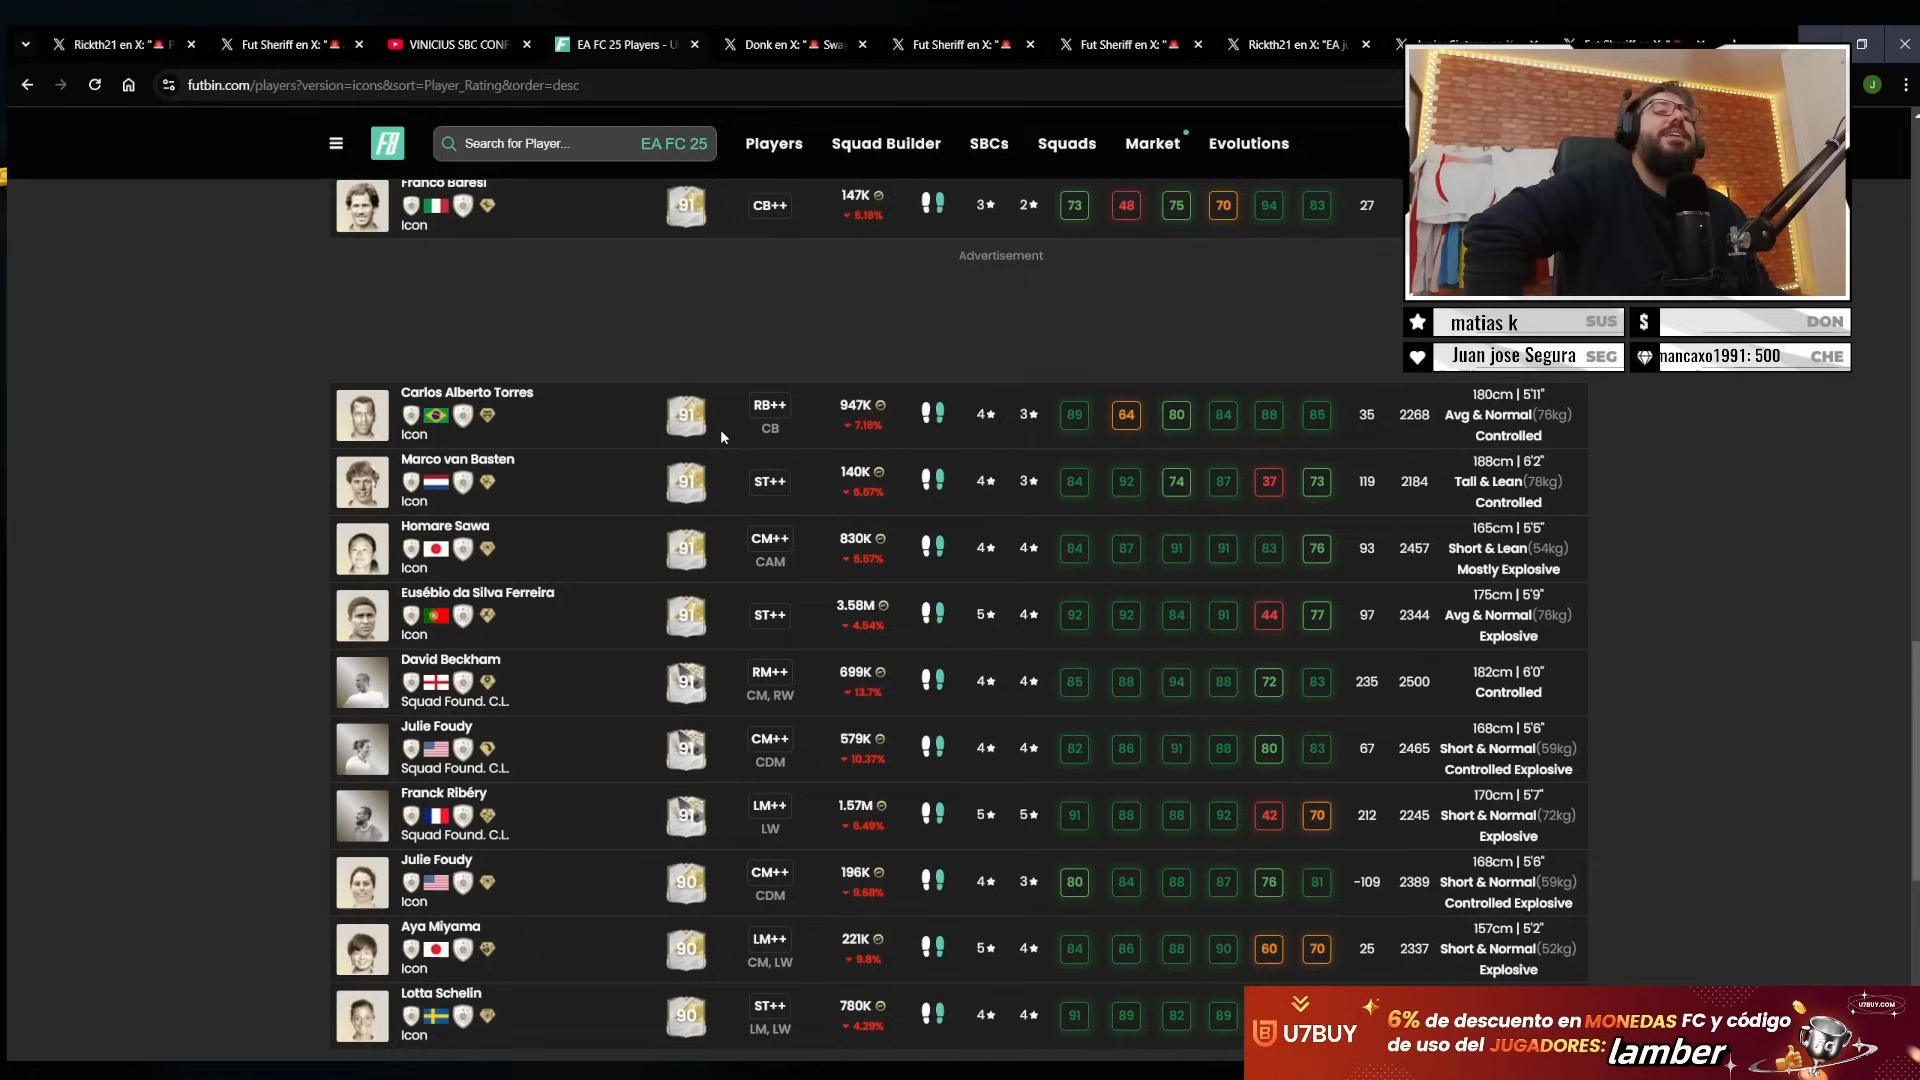 Rickth21 en X: "🚨 P
Fut Sheriff en X: "🚨
VINICIUS SBC CONF
EA FC 25 Players - U
Donk en X: "🚨 Swa
Fut Sheriff en X: "🚨
Fut Sheriff en X: "🚨
Rickth21 en X: "EA j
futbin.com/players?version=icons&sort=Player_Rating&order=desc
J
FB
Search for Player... EA FC 25
Players
Squad Builder
SBCs
Squads
Market
Evolutions
Franco Baresi
Icon
91 CB++ 147K 5.16% 3★ 2★ 73 48 75 70 94 83 27
Advertisement
matias k SUS
$ DON
Juan jose Segura SEG
mancaxo1991: 500 CHE
Carlos Alberto Torres
Icon
91 RB++ CB 947K 7.16% 4★ 3★ 89 64 80 84 88 85 35 2268
180cm | 5'11"
Avg & Normal(76kg)
Controlled
Marco van Basten
Icon
91 ST++ 140K 6.67% 4★ 3★ 84 92 74 87 37 73 119 2184
188cm | 6'2"
Tall & Lean(78kg)
Controlled
Homare Sawa
Icon
91 CM++ CAM 830K 5.57% 4★ 4★ 84 87 91 91 83 76 93 2457
165cm | 5'5"
Short & Lean(54kg)
Mostly Explosive
Eusébio da Silva Ferreira
Icon
91 ST++ 3.58M 4.54% 5★ 4★ 92 92 84 91 44 77 97 2344
175cm | 5'9"
Avg & Normal(76kg)
Explosive
David Beckham
Squad Found. C.L.
91 RM++ CM, RW 699K 13.7% 4★ 4★ 85 88 94 88 72 83 235 2500
182cm | 6'0"
Controlled
Julie Foudy
Squad Found. C.L.
91 CM++ CDM 579K 10.37% 4★ 4★ 82 86 91 88 80 83 67 2465
168cm | 5'6"
Short & Normal(59kg)
Controlled Explosive
Franck Ribéry
Squad Found. C.L.
91 LM++ LW 1.57M 6.49% 5★ 5★ 91 88 88 92 42 70 212 2245
170cm | 5'7"
Short & Normal(72kg)
Explosive
Julie Foudy
Icon
90 CM++ CDM 196K 9.68% 4★ 3★ 80 84 88 87 76 81 -109 2389
168cm | 5'6"
Short & Normal(59kg)
Controlled Explosive
Aya Miyama
Icon
90 LM++ CM, LW 221K 9.8% 5★ 4★ 84 86 88 90 60 70 25 2337
157cm | 5'2"
Short & Normal(52kg)
Explosive
Lotta Schelin
Icon
90 ST++ LM, LW 780K 4.29% 4★ 4★ 91 89 82 89
U7BUY
6% de descuento en MONEDAS FC y código
de uso del JUGADORES: lamber
U7BUY.COM